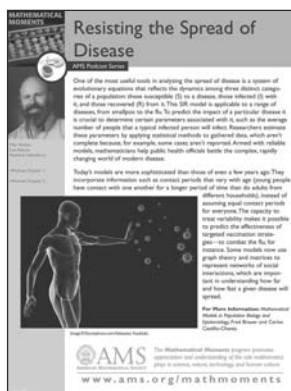 MATHEMATICAL
MOMENTS
Resisting the Spread of
Disease
AMS Podcast Series
One of the most useful tools in analyzing the spread of disease is a system of
evolutionary equations that reflects the dynamics among three distinct catego-
ries of a population: those susceptible (S) to a disease, those infected (I) with
it, and those recovered (R) from it. This SIR model is applicable to a range of
diseases, from smallpox to the flu. To predict the impact of a particular disease it
is crucial to determine certain parameters associated with it, such as the average
number of people that a typical infected person will infect. Researchers estimate
these parameters by applying statistical methods to gathered data, which aren't
complete because, for example, some cases aren't reported. Armed with reliable
models, mathematicians help public health officials battle the complex, rapidly
changing world of modern disease.
Today's models are more sophisticated than those of even a few years ago. They
incorporate information such as contact periods that vary with age (young people
have contact with one another for a longer period of time than do adults from
different households), instead of
assuming equal contact periods
for everyone. The capacity to
treat variability makes it possible
to predict the effectiveness of
targeted vaccination strate-
gies—to combat the flu, for
instance. Some models now use
graph theory and matrices to
represent networks of social
interactions, which are impor-
tant in understanding how far
and how fast a given disease will
spread.
For More Information: Mathematical
Models in Population Biology and
Epidemiology, Fred Brauer and Carlos
Castillo-Chavez.
AMS
AMERICAN MATHEMATICAL SOCIETY
The Mathematical Moments program promotes
appreciation and understanding of the role mathematics
plays in science, nature, technology, and human culture.
www.ams.org/mathmoments